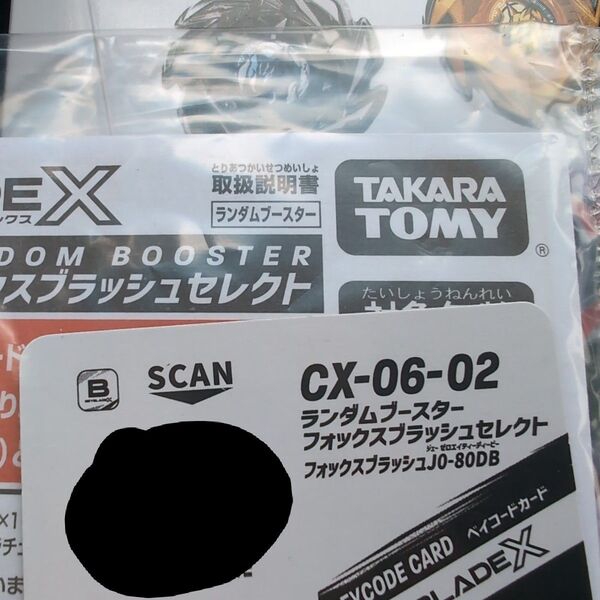 とりあつかいせつめいしょ
取扱説明書
ランダムブースター
TAKARA
TOMY
®
DE X
ックス
DOM BOOSTER
クスブラッシュセレクト
たいしょうねんれい
B
BEYBLADE X
SCAN
CX-06-02
ランダムブースター
フォックスブラッシュセレクト
ジェー ゼロエイティーディービー
フォックスブラッシュJ0-80DB
EYCODE CARD ベイコードカード
BLADE X